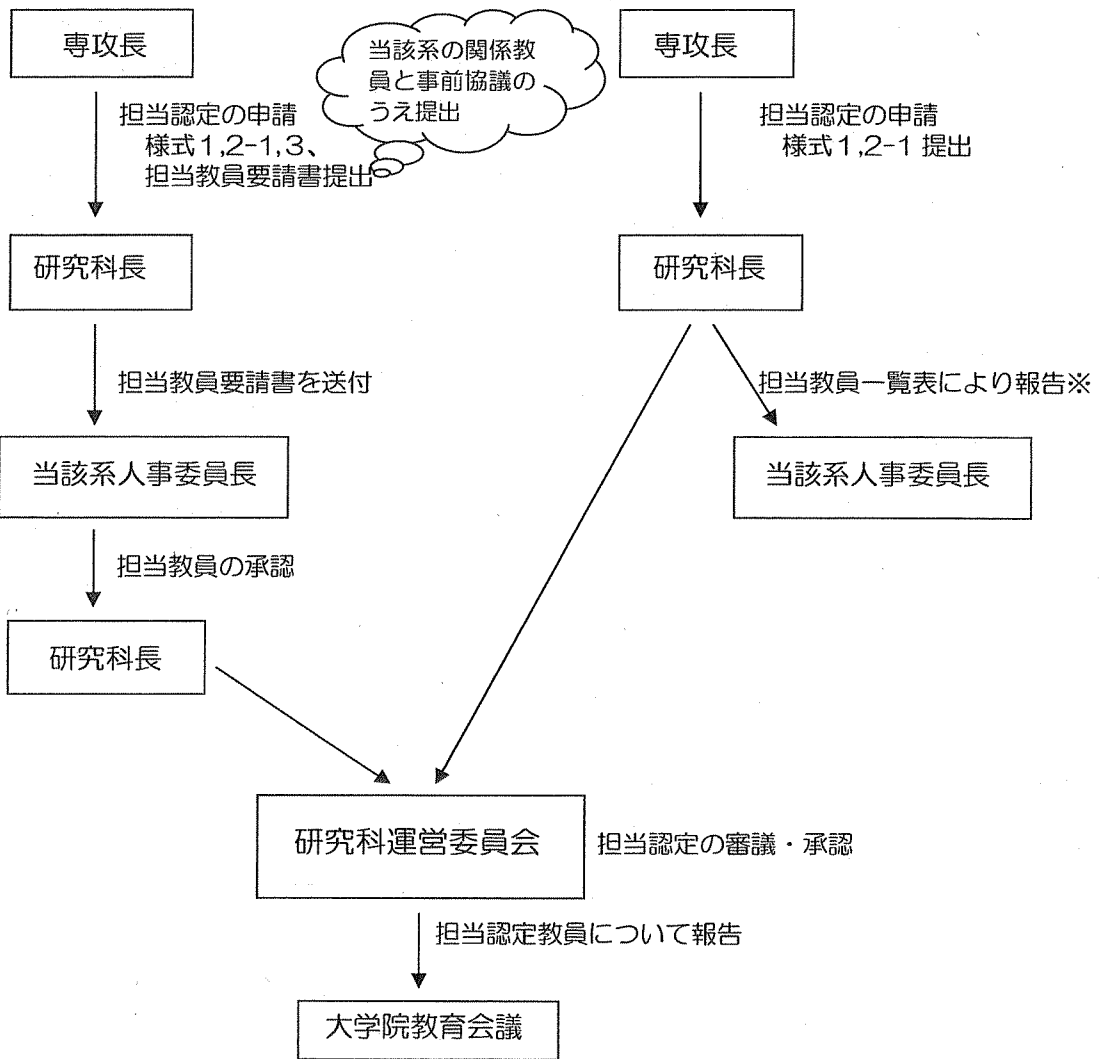 専攻長
当該系の関係教
員と事前協議の
うえ提出
専攻長
担当認定の申請
様式1,2-1,3、
担当教員要請書提出
担当認定の申請
様式1,2-1 提出
研究科長
研究科長
担当教員要請書を送付
担当教員一覧表により報告※
当該系人事委員長
当該系人事委員長
担当教員の承認
研究科長
研究科運営委員会
担当認定の審議・承認
担当認定教員について報告
大学院教育会議